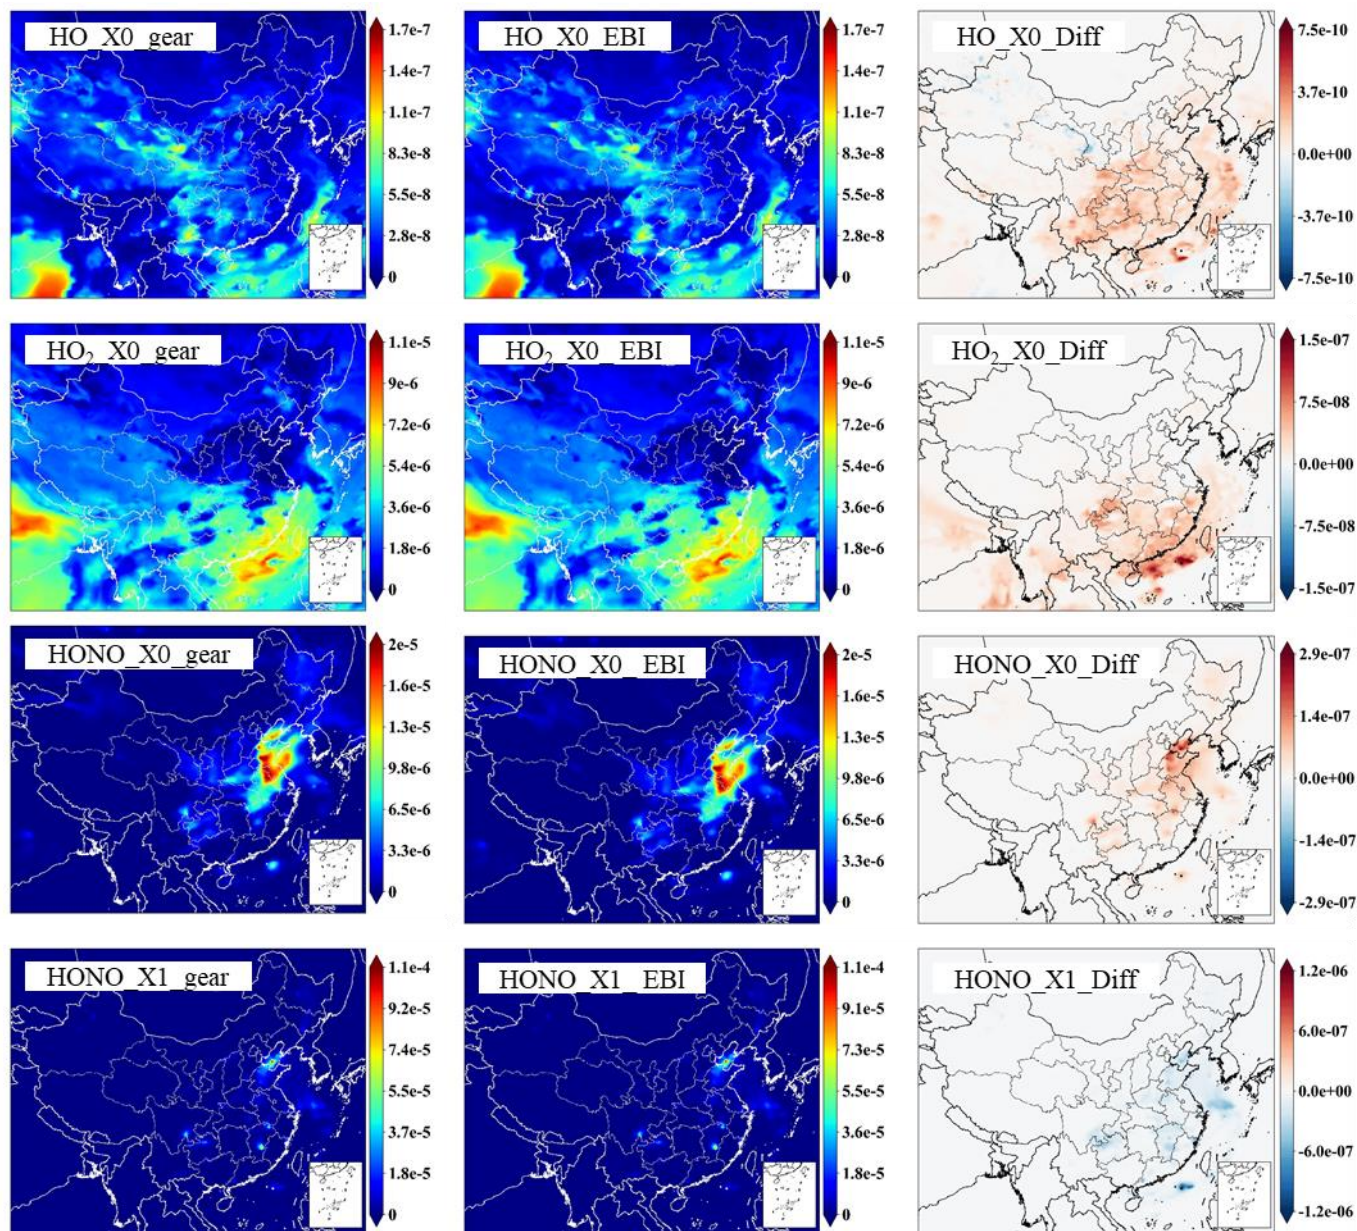 HO_X0_gear
1.7e-7
1.4e-7
1.1e-7
8.3e-8
5.5e-8
2.8e-8
0
HO_X0_EBI
1.7e-7
1.4e-7
1.1e-7
8.3e-8
5.5e-8
2.8e-8
0
HO_X0_Diff
7.5e-10
3.7e-10
0.0e+00
-3.7e-10
-7.5e-10
HO₂_X0_gear
1.1e-5
9e-6
7.2e-6
5.4e-6
3.6e-6
1.8e-6
0
HO₂_X0_EBI
1.1e-5
9e-6
7.2e-6
5.4e-6
3.6e-6
1.8e-6
0
HO₂_X0_Diff
1.5e-07
7.5e-08
0.0e+00
-7.5e-08
-1.5e-07
HONO_X0_gear
2e-5
1.6e-5
1.3e-5
9.8e-6
6.5e-6
3.3e-6
0
HONO_X0_EBI
2e-5
1.6e-5
1.3e-5
9.8e-6
6.5e-6
3.3e-6
0
HONO_X0_Diff
2.9e-07
1.4e-07
0.0e+00
-1.4e-07
-2.9e-07
HONO_X1_gear
1.1e-4
9.2e-5
7.4e-5
5.5e-5
3.7e-5
1.8e-5
0
HONO_X1_EBI
1.1e-4
9.1e-5
7.3e-5
5.5e-5
3.6e-5
1.8e-5
0
HONO_X1_Diff
1.2e-06
6.0e-07
0.0e+00
-6.0e-07
-1.2e-06